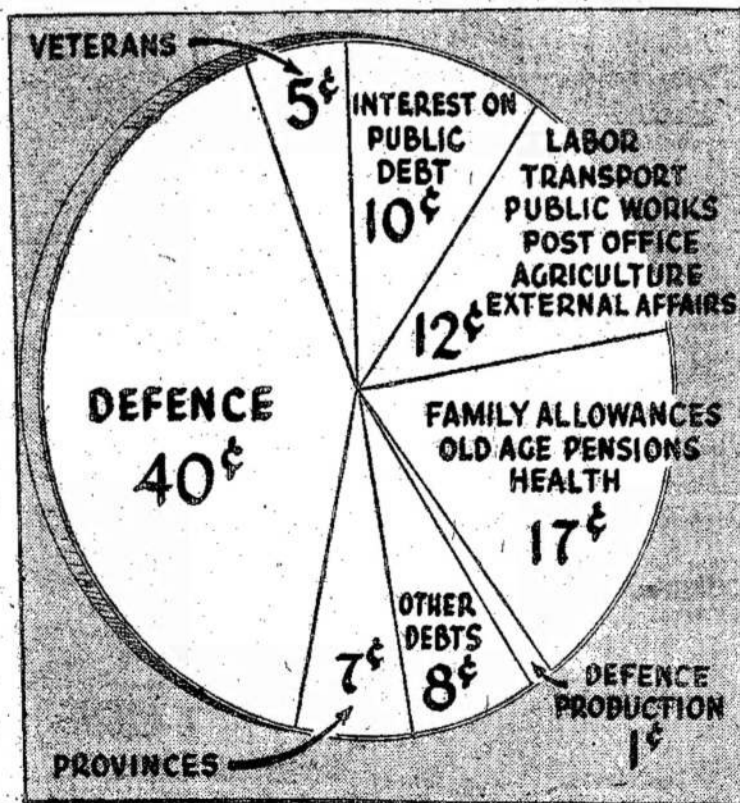 VETERANS
5¢
INTEREST ON
PUBLIC
DEBT
10¢
LABOR
TRANSPORT
PUBLIC WORKS
POST OFFICE
AGRICULTURE
EXTERNAL AFFAIRS
12¢
DEFENCE
40¢
FAMILY ALLOWANCES
OLD AGE PENSIONS
HEALTH
17¢
OTHER
DEBTS
8¢
7¢
PROVINCES
DEFENCE
PRODUCTION
1¢